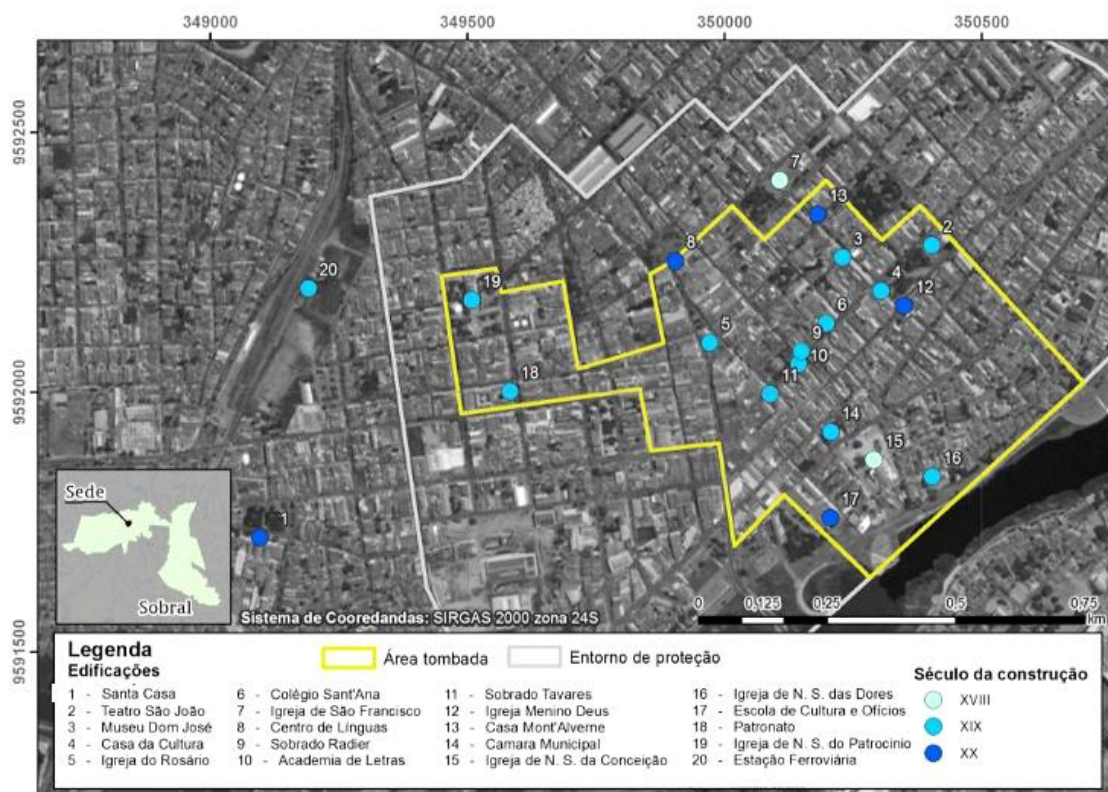 349000 349500 350000 350500
9592500
9592000
9591500
7
13
2
8
3
4
20
12
19
6
5
9
10
18
11
14
15
16
17
1
Sede
Sobral
0 0,125 0,25 0,5 0,75
km
Sistema de Cooredandas: SIRGAS 2000 zona 24S
Legenda
Edificações
Área tombada
Entorno de proteção
1 - Santa Casa
2 - Teatro São João
3 - Museu Dom José
4 - Casa da Cultura
5 - Igreja do Rosário
6 - Colégio Sant'Ana
7 - Igreja de São Francisco
8 - Centro de Línguas
9 - Sobrado Radier
10 - Academia de Letras
11 - Sobrado Tavares
12 - Igreja Menino Deus
13 - Casa Mont'Alverne
14 - Camara Municipal
15 - Igreja de N. S. da Conceição
16 - Igreja de N. S. das Dores
17 - Escola de Cultura e Ofícios
18 - Patronato
19 - Igreja de N. S. do Patrocinio
20 - Estação Ferroviária
Século da construção
XVIII
XIX
XX